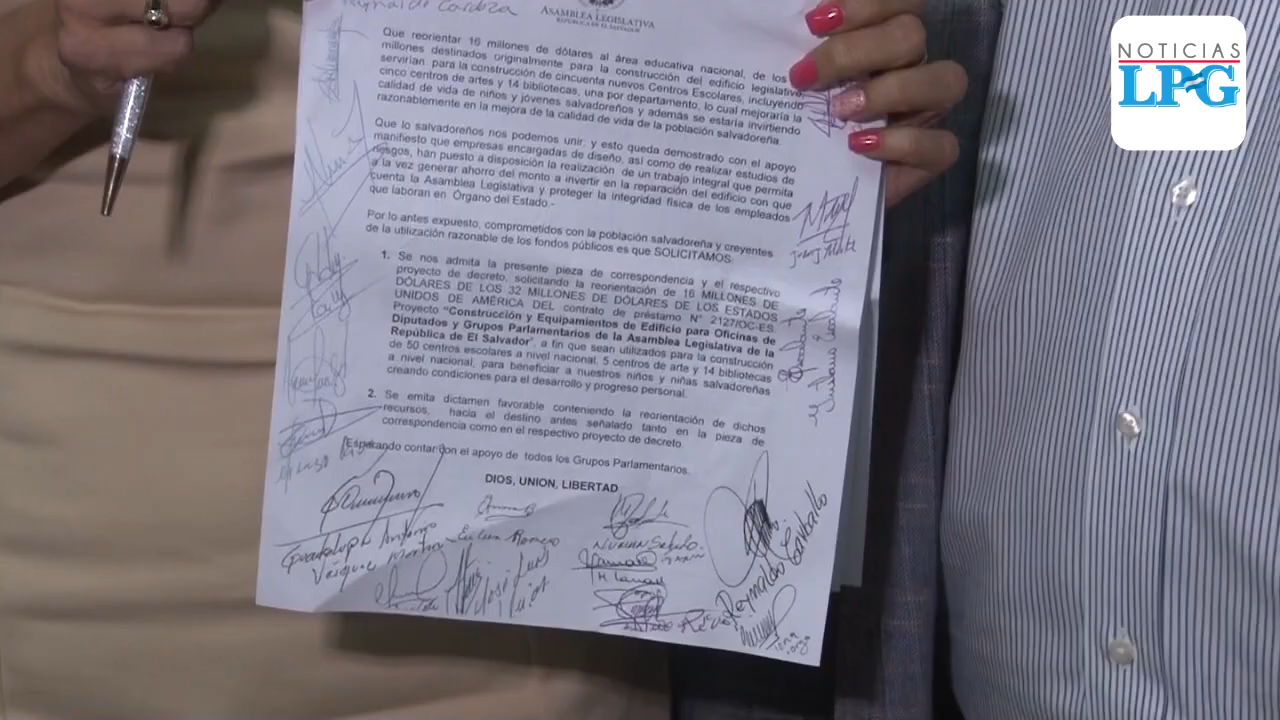 Reynaldo Cardoza
ASAMBLEA LEGISLATIVA
REPÚBLICA DE EL SALVADOR
NOTICIAS
LPG
Que reorientar 16 millones de dólares al área educativa nacional, de los
millones destinados originalmente para la construcción del edificio legislativo,
servirían para la construcción de cincuenta nuevos Centros Escolares, incluyendo
cinco centros de artes y 14 bibliotecas, una por departamento, lo cual mejoraría la
calidad de vida de niños y jóvenes salvadoreños y además se estaría invirtiendo
razonablemente en la mejora de la calidad de vida de la población salvadoreña.
Que lo salvadoreños nos podemos unir; y esto queda demostrado con el apoyo
manifiesto que empresas encargadas de diseño, así como de realizar estudios de
riesgos, han puesto a disposición la realización de un trabajo integral que permita
a la vez generar ahorro del monto a invertir en la reparación del edificio con que
cuenta la Asamblea Legislativa y proteger la integridad física de los empleados
que laboran en Órgano del Estado.-
Por lo antes expuesto, comprometidos con la población salvadoreña y creyentes
de la utilización razonable de los fondos públicos es que SOLICITAMOS:
1. Se nos admita la presente pieza de correspondencia y el respectivo
proyecto de decreto, solicitando la reorientación de 16 MILLONES DE
DÓLARES DE LOS 32 MILLONES DE DÓLARES DE LOS ESTADOS
UNIDOS DE AMÉRICA DEL contrato de préstamo N° 2127/OC-ES,
Proyecto "Construcción y Equipamientos de Edificio para Oficinas de
Diputados y Grupos Parlamentarios de la Asamblea Legislativa de la
República de El Salvador", a fin que sean utilizados para la construcción
de 50 centros escolares a nivel nacional, 5 centros de arte y 14 bibliotecas
a nivel nacional, para beneficiar a nuestros niños y niñas salvadoreñas
creando condiciones para el desarrollo y progreso personal.
2. Se emita dictamen favorable conteniendo la reorientación de dichos
recursos, hacia el destino antes señalado tanto en la pieza de
correspondencia como en el respectivo proyecto de decreto.
Esperando contar con el apoyo de todos los Grupos Parlamentarios.
DIOS, UNION, LIBERTAD
Guadalupe Antonio
Vásquez Martínez
Reynaldo Carballo